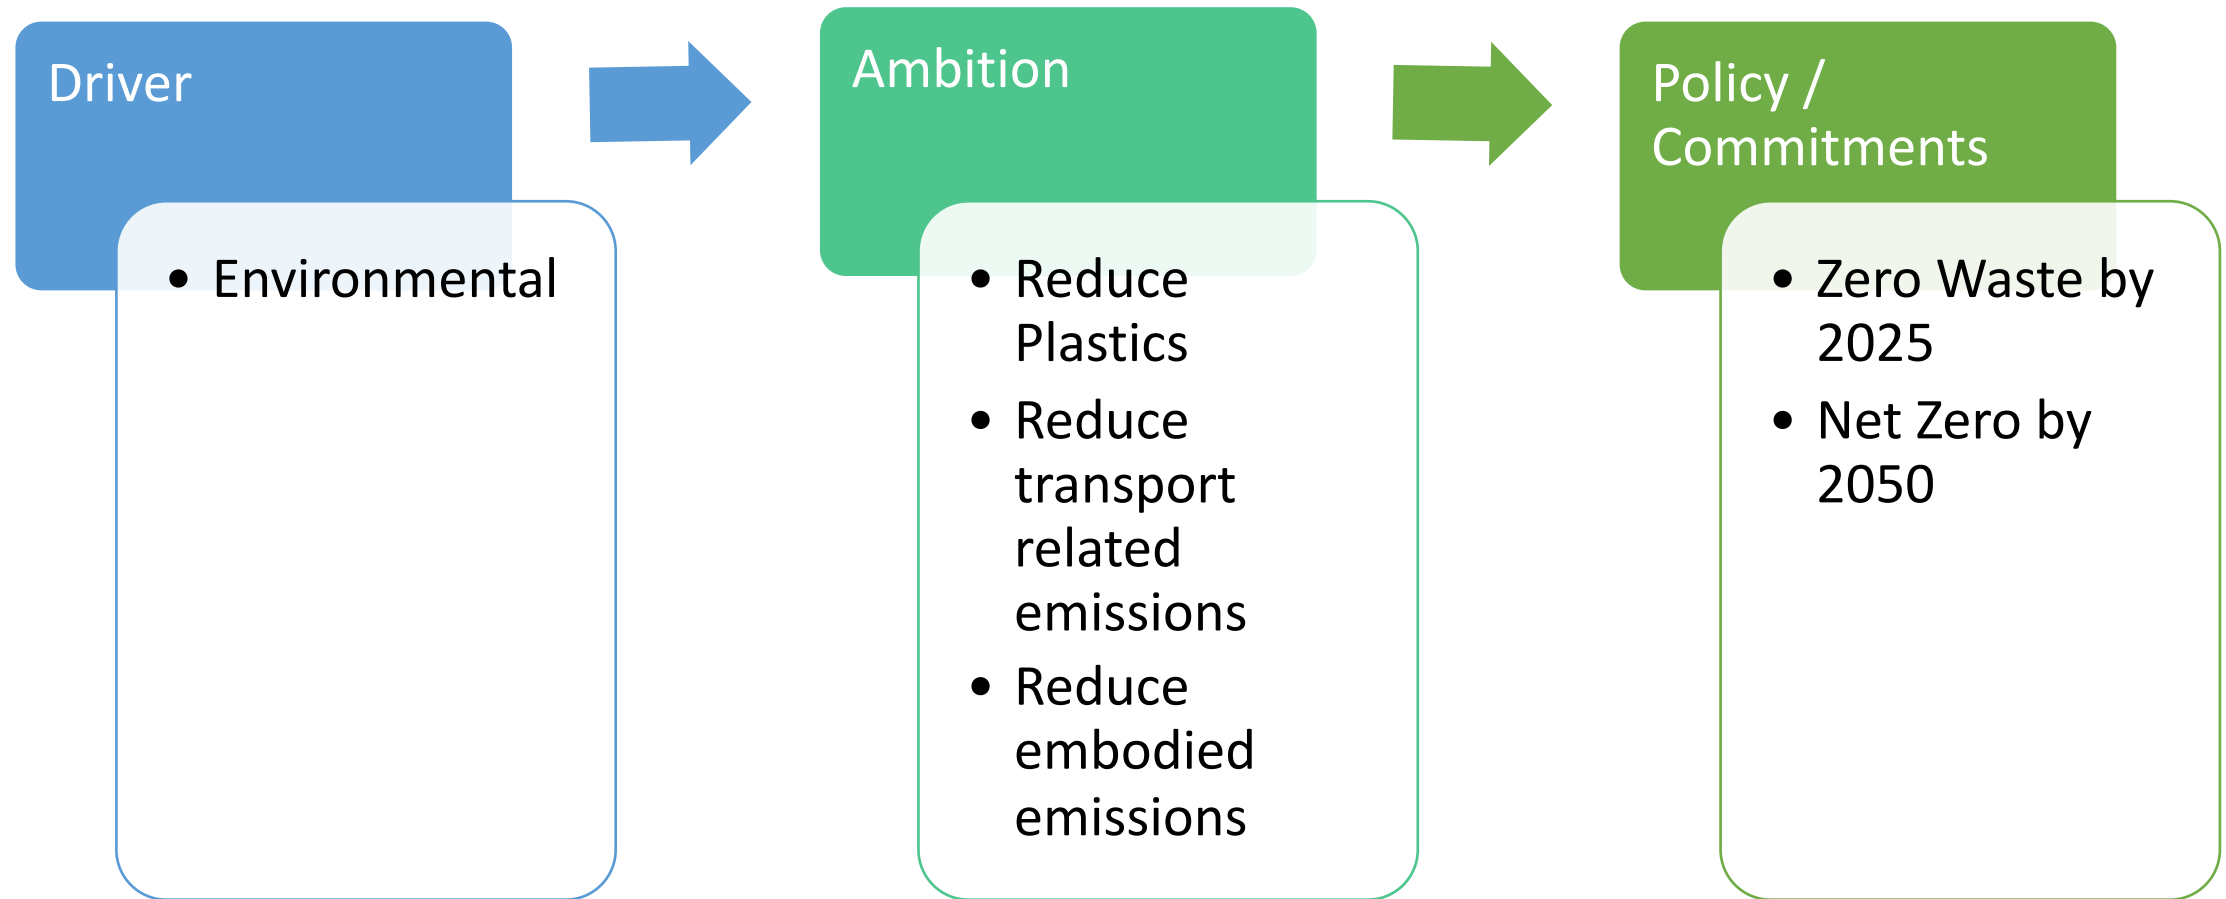 Driver
• Environmental
Ambition
• Reduce
Plastics
• Reduce
transport
related
emissions
• Reduce
embodied
emissions
Policy /
Commitments
• Zero Waste by
2025
• Net Zero by
2050